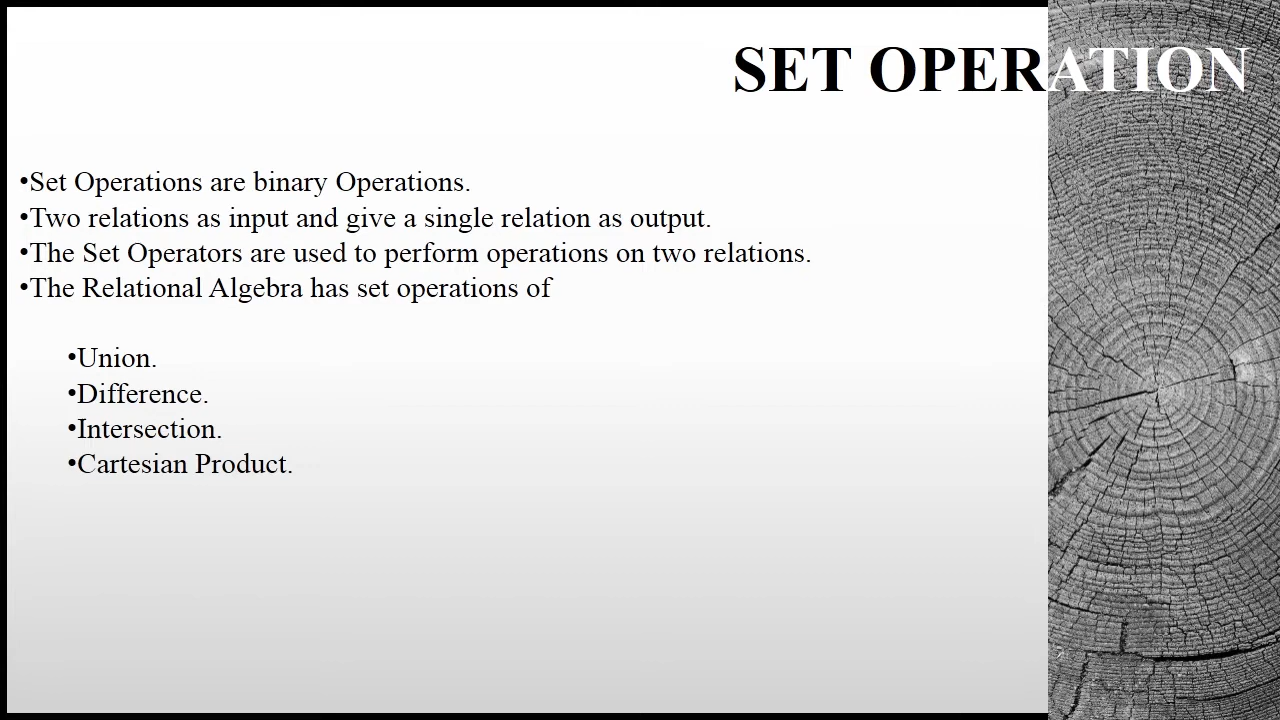 SET OPERATION
•Set Operations are binary Operations.
•Two relations as input and give a single relation as output.
•The Set Operators are used to perform operations on two relations.
•The Relational Algebra has set operations of
•Union.
•Difference.
•Intersection.
•Cartesian Product.